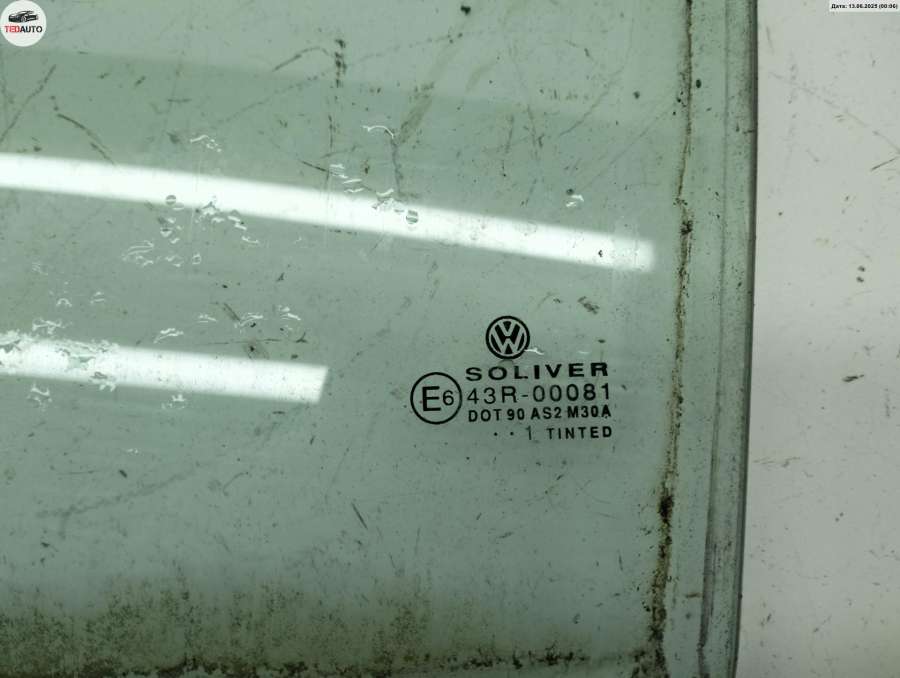 TEDAUTO
Дата: 13.06.2025 (00:06)
SOLIVER
E6 43R-00081
DOT 90 AS2 M30A
·· 1 TINTED